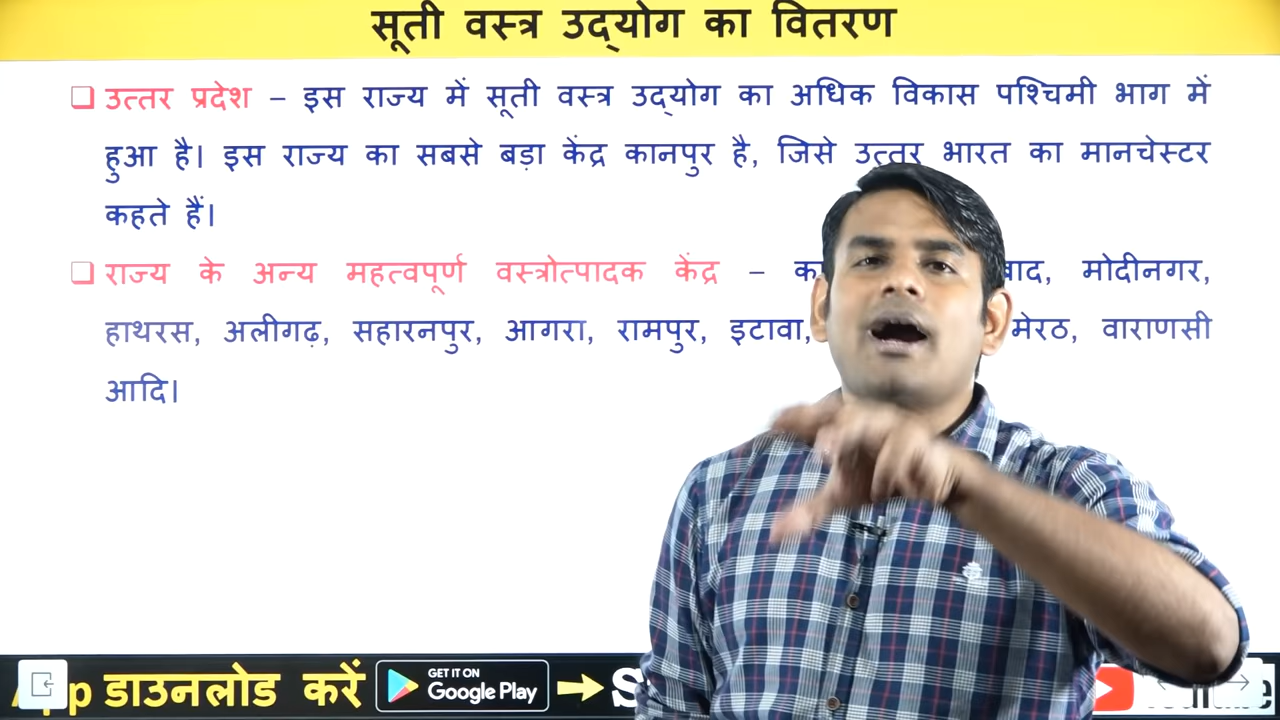 सूती वस्त्र उद्योग का वितरण
❑ उत्तर प्रदेश – इस राज्य में सूती वस्त्र उद्योग का अधिक विकास पश्चिमी भाग में
हुआ है। इस राज्य का सबसे बड़ा केंद्र कानपुर है, जिसे उत्तर भारत का मानचेस्टर
कहते हैं।
❑ राज्य के अन्य महत्वपूर्ण वस्त्रोत्पादक केंद्र – मोदीनगर,
हाथरस, अलीगढ़, सहारनपुर, आगरा, रामपुर, इटावा, मेरठ, वाराणसी
आदि।
App डाउनलोड करें GET IT ON
Google Play